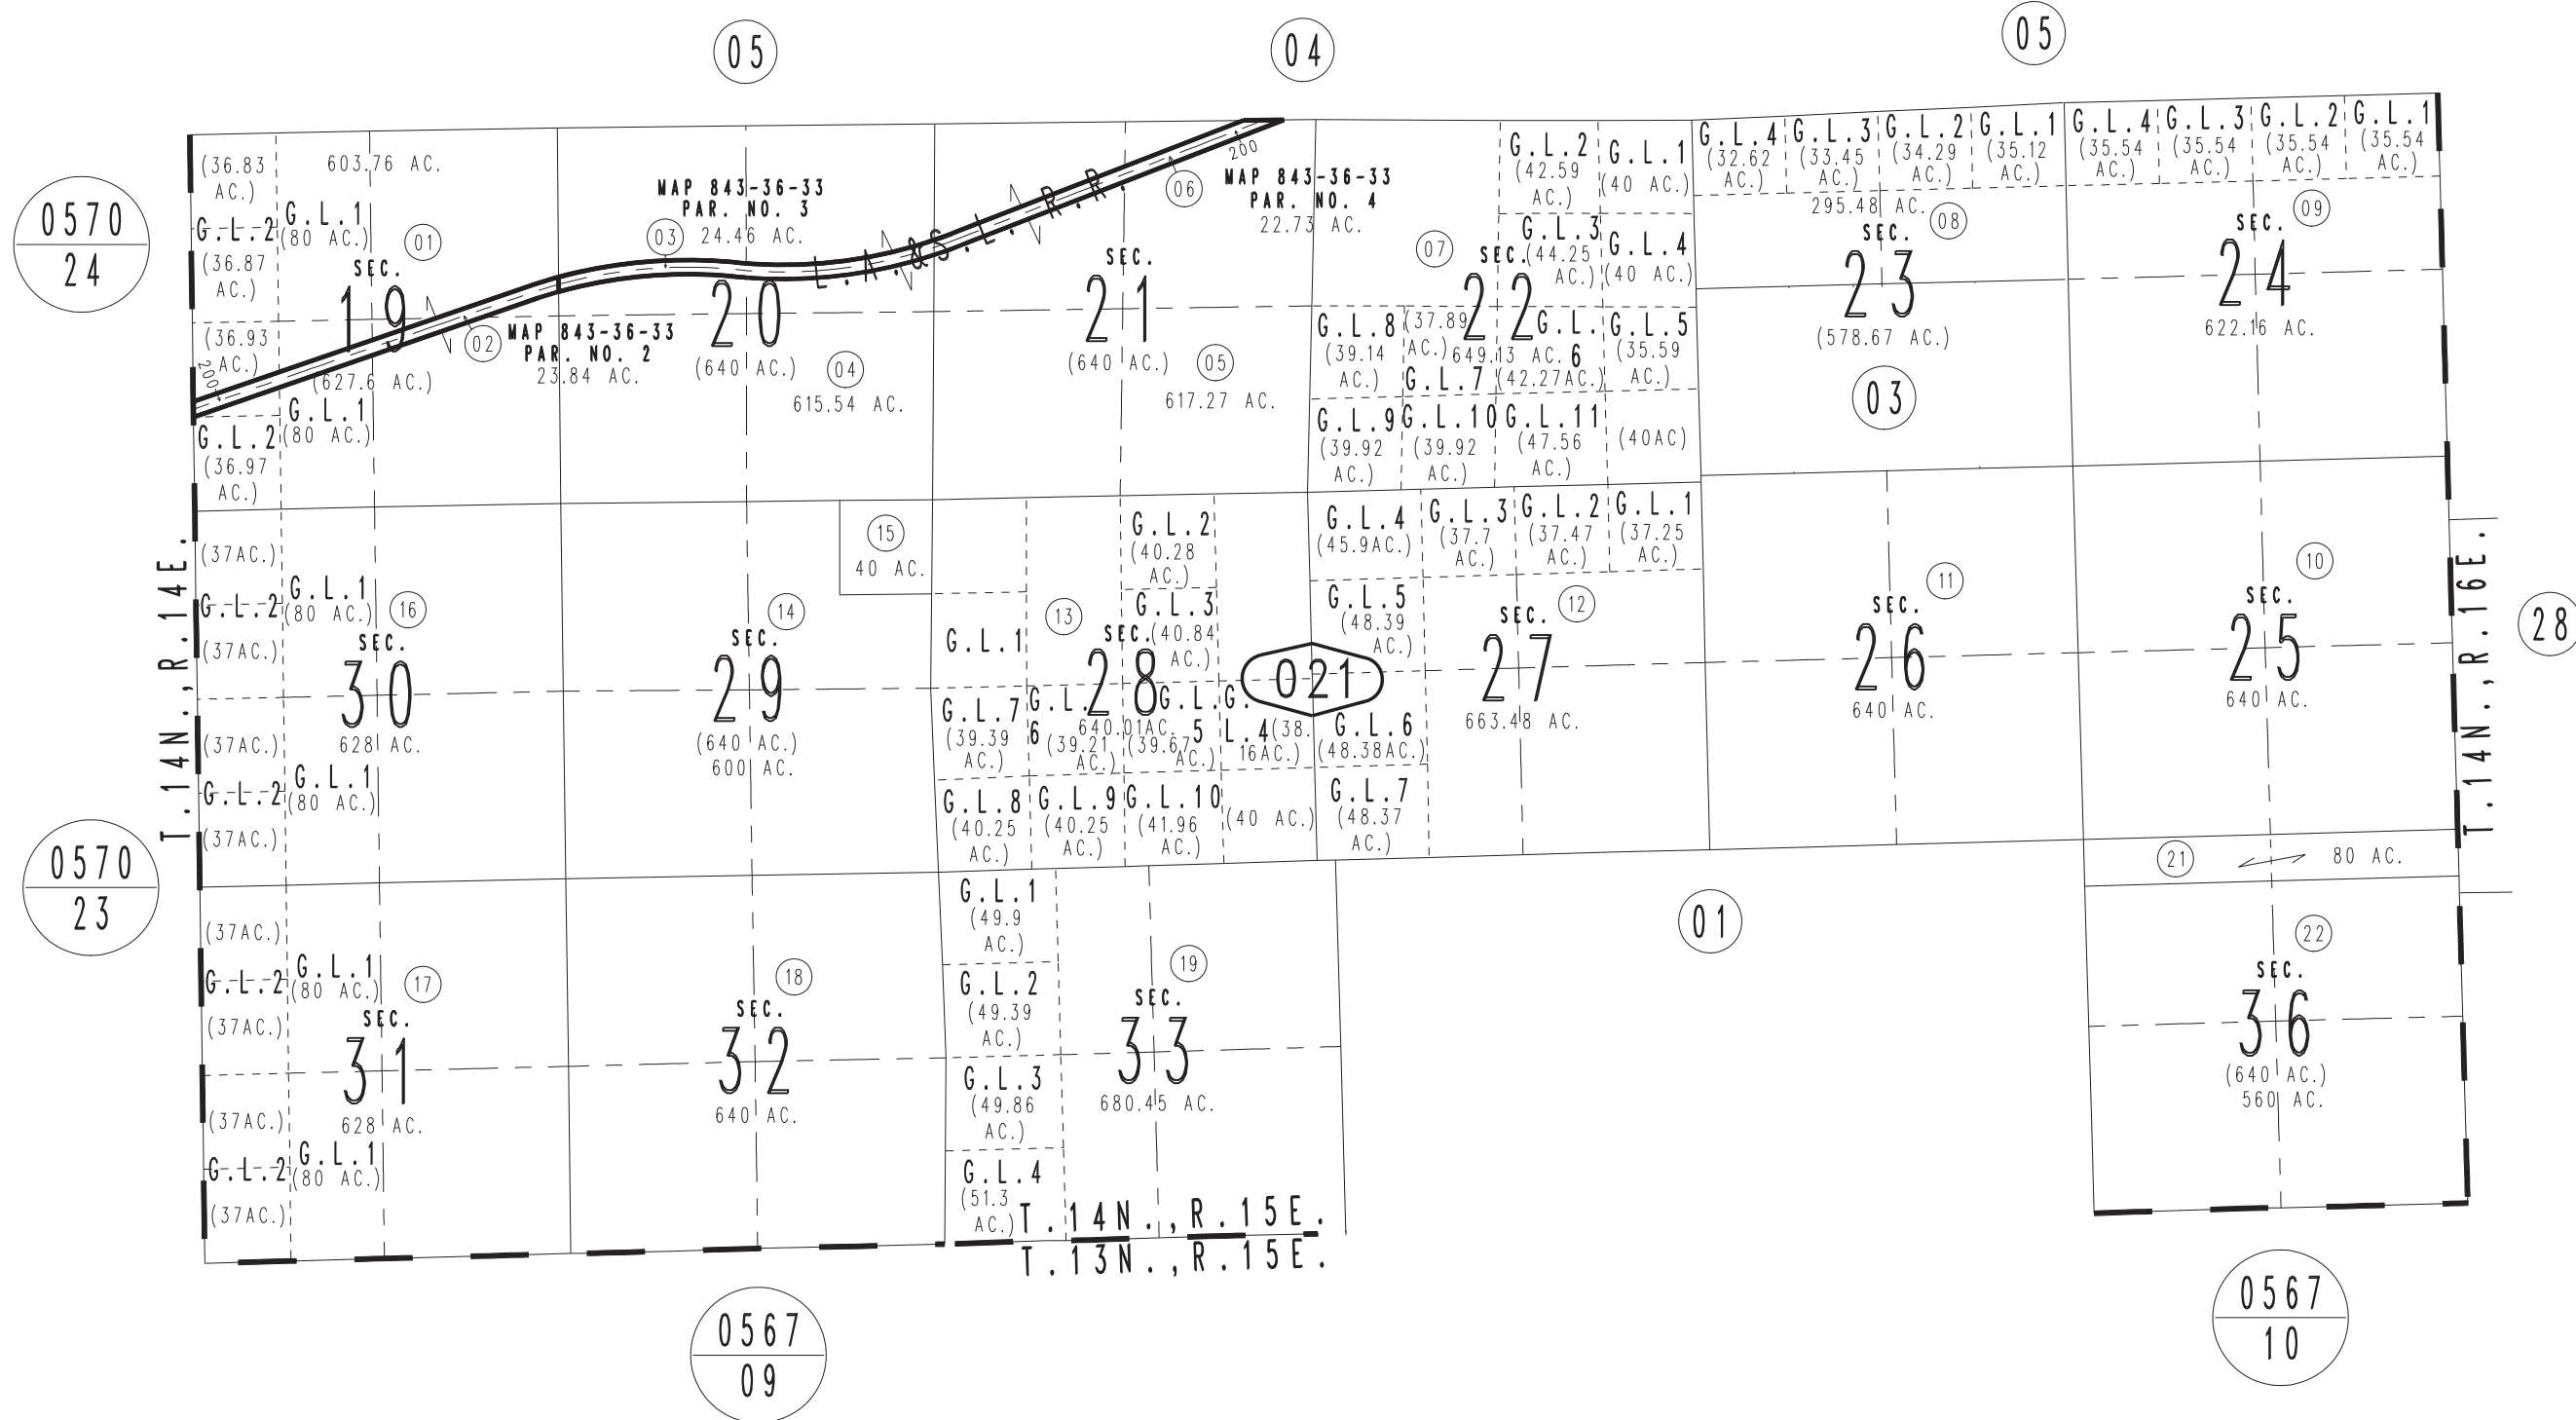 05
04
05
0570
24
(36.83
AC.)
603.76 AC.
G.L.2
G.L.1
(80 AC.)
01
(36.87
AC.)
SEC.
19
(36.93
AC.)
200
(627.6 AC.)
G.L.1
(80 AC.)
G.L.2
(36.97
AC.)
02
MAP 843-36-33
PAR. NO. 2
23.84 AC.
MAP 843-36-33
PAR. NO. 3
24.46 AC.
03
L.A.&S.L.R.R.
20
(640 AC.)
04
615.54 AC.
06
200
MAP 843-36-33
PAR. NO. 4
22.73 AC.
SEC.
21
(640 AC.)
05
617.27 AC.
G.L.2
(42.59
AC.)
G.L.1
(40 AC.)
07
SEC.
22
G.L.3
(44.25
AC.)
G.L.4
(40 AC.)
G.L.8
(39.14
AC.)
(37.89
AC.)
G.L.7
649.13 AC.
G.L.
6
(42.27AC.)
G.L.5
(35.59
AC.)
G.L.9
(39.92
AC.)
G.L.10
(39.92
AC.)
G.L.11
(47.56
AC.)
(40AC)
G.L.4
(32.62
AC.)
G.L.3
(33.45
AC.)
G.L.2
(34.29
AC.)
G.L.1
(35.12
AC.)
295.48 AC.
08
SEC.
23
(578.67 AC.)
03
G.L.4
(35.54
AC.)
G.L.3
(35.54
AC.)
G.L.2
(35.54
AC.)
G.L.1
(35.54
AC.)
09
SEC.
24
622.16 AC.
T.14N.,R.14E.
(37AC.)
G.L.2
G.L.1
(80 AC.)
16
(37AC.)
SEC.
30
628 AC.
(37AC.)
G.L.2
G.L.1
(80 AC.)
(37AC.)
15
40 AC.
14
SEC.
29
(640 AC.)
600 AC.
G.L.2
(40.28
AC.)
G.L.1
13
SEC.
28
G.L.3
(40.84
AC.)
640.01AC.
G.L.7
(39.39
AC.)
G.L.
6
(39.21
AC.)
G.L.
5
(39.67
AC.)
G.
L.4(38.
16AC.)
G.L.8
(40.25
AC.)
G.L.9
(40.25
AC.)
G.L.10
(41.96
AC.)
(40 AC.)
021
G.L.4
(45.9AC.)
G.L.3
(37.7
AC.)
G.L.2
(37.47
AC.)
G.L.1
(37.25
AC.)
G.L.5
(48.39
AC.)
12
SEC.
27
663.48 AC.
G.L.6
(48.38AC.)
G.L.7
(48.37
AC.)
11
SEC.
26
640 AC.
10
SEC.
25
640 AC.
T.14N.,R.16E.
28
0570
23
(37AC.)
G.L.2
G.L.1
(80 AC.)
17
(37AC.)
SEC.
31
628 AC.
(37AC.)
G.L.2
G.L.1
(80 AC.)
(37AC.)
18
SEC.
32
640 AC.
G.L.1
(49.9
AC.)
G.L.2
(49.39
AC.)
G.L.3
(49.86
AC.)
G.L.4
(51.3
AC.)
19
SEC.
33
680.45 AC.
01
21
80 AC.
22
SEC.
36
(640 AC.)
560 AC.
T.14N.,R.15E.
T.13N.,R.15E.
0567
09
0567
10